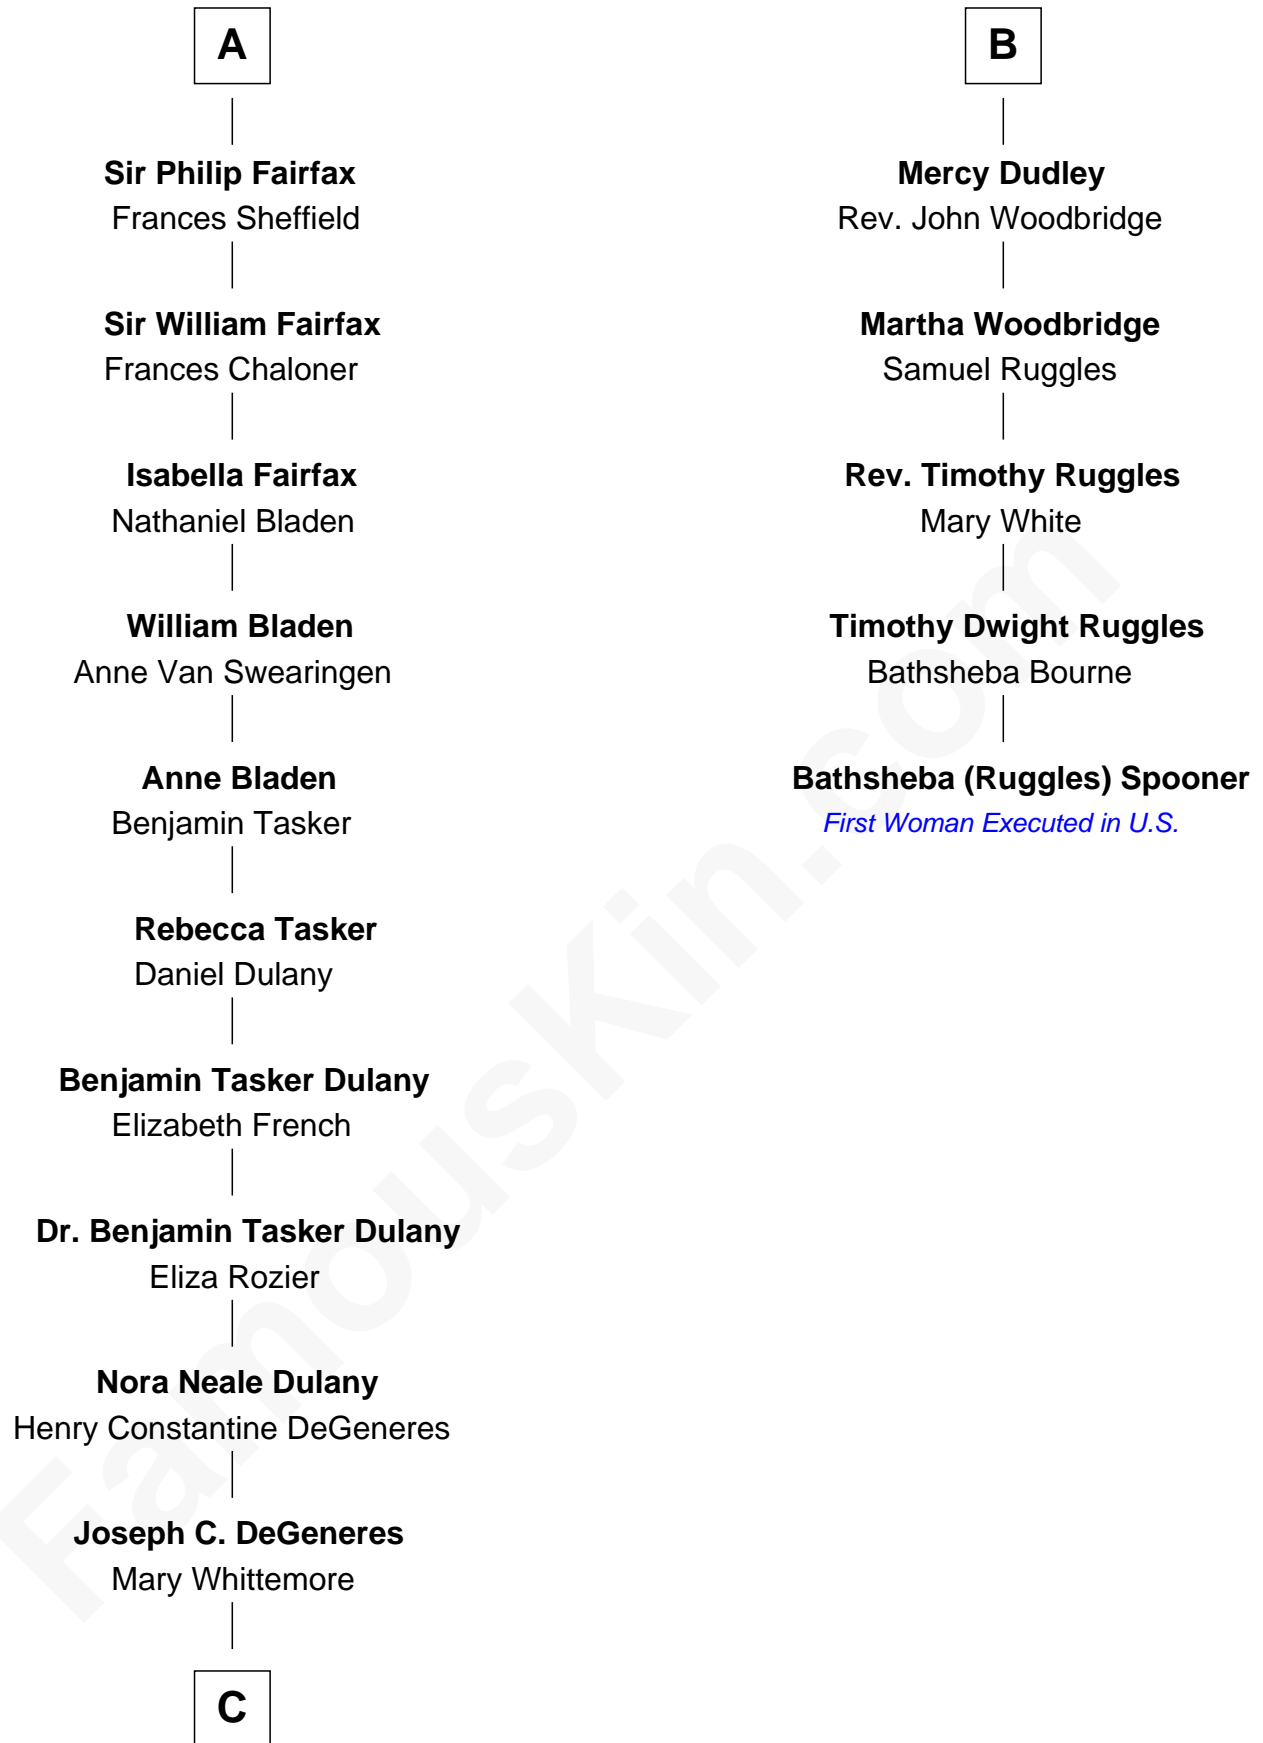 A
Sir Philip Fairfax
Frances Sheffield
Sir William Fairfax
Frances Chaloner
Isabella Fairfax
Nathaniel Bladen
William Bladen
Anne Van Swearingen
Anne Bladen
Benjamin Tasker
Rebecca Tasker
Daniel Dulany
Benjamin Tasker Dulany
Elizabeth French
Dr. Benjamin Tasker Dulany
Eliza Rozier
Nora Neale Dulany
Henry Constantine DeGeneres
Joseph C. DeGeneres
Mary Whittemore
C
B
Mercy Dudley
Rev. John Woodbridge
Martha Woodbridge
Samuel Ruggles
Rev. Timothy Ruggles
Mary White
Timothy Dwight Ruggles
Bathsheba Bourne
Bathsheba (Ruggles) Spooner
First Woman Executed in U.S.
FamousKin.com